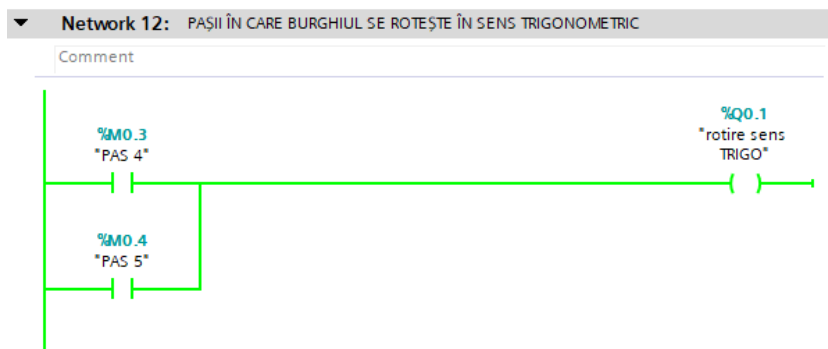 Network 12: PAȘII ÎN CARE BURGHIUL SE ROTEȘTE ÎN SENS TRIGONOMETRIC
Comment
%Q0.1
"rotire sens
TRIGO"
%M0.3
"PAS 4"
%M0.4
"PAS 5"